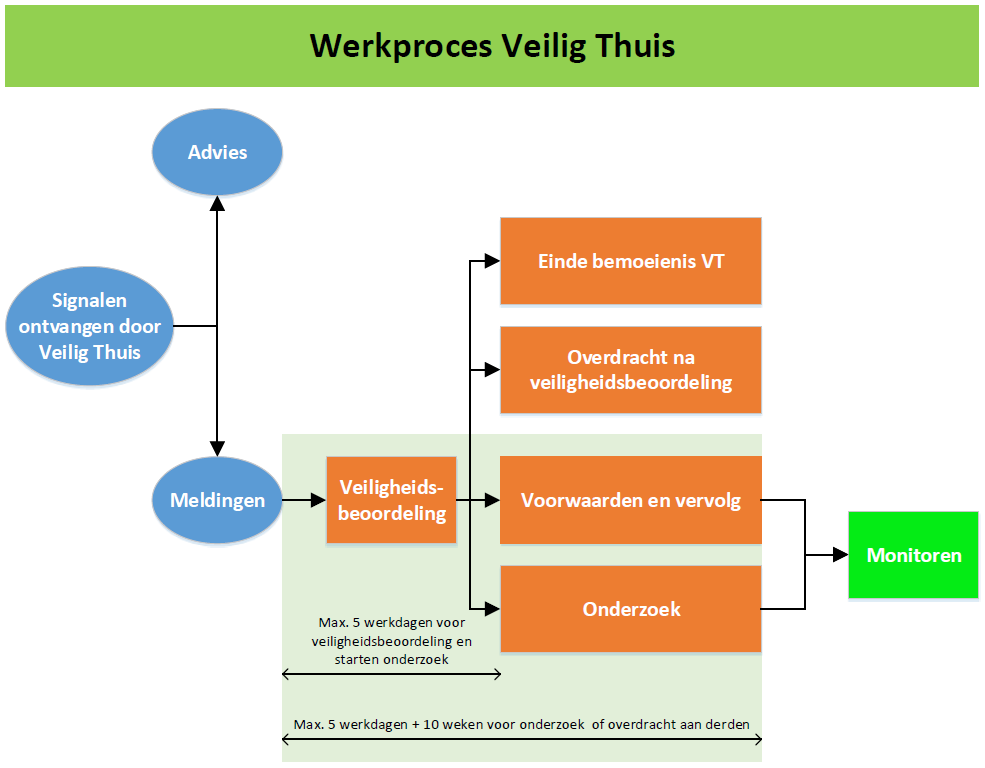 Werkproces Veilig Thuis
Advies
Signalen
ontvangen door
Veilig Thuis
Meldingen
Veiligheids-
beoordeling
Einde bemoeienis VT
Overdracht na
veiligheidsbeoordeling
Voorwaarden en vervolg
Onderzoek
Monitoren
Max. 5 werkdagen voor
veiligheidsbeoordeling en
starten onderzoek
Max. 5 werkdagen + 10 weken voor onderzoek of overdracht aan derden